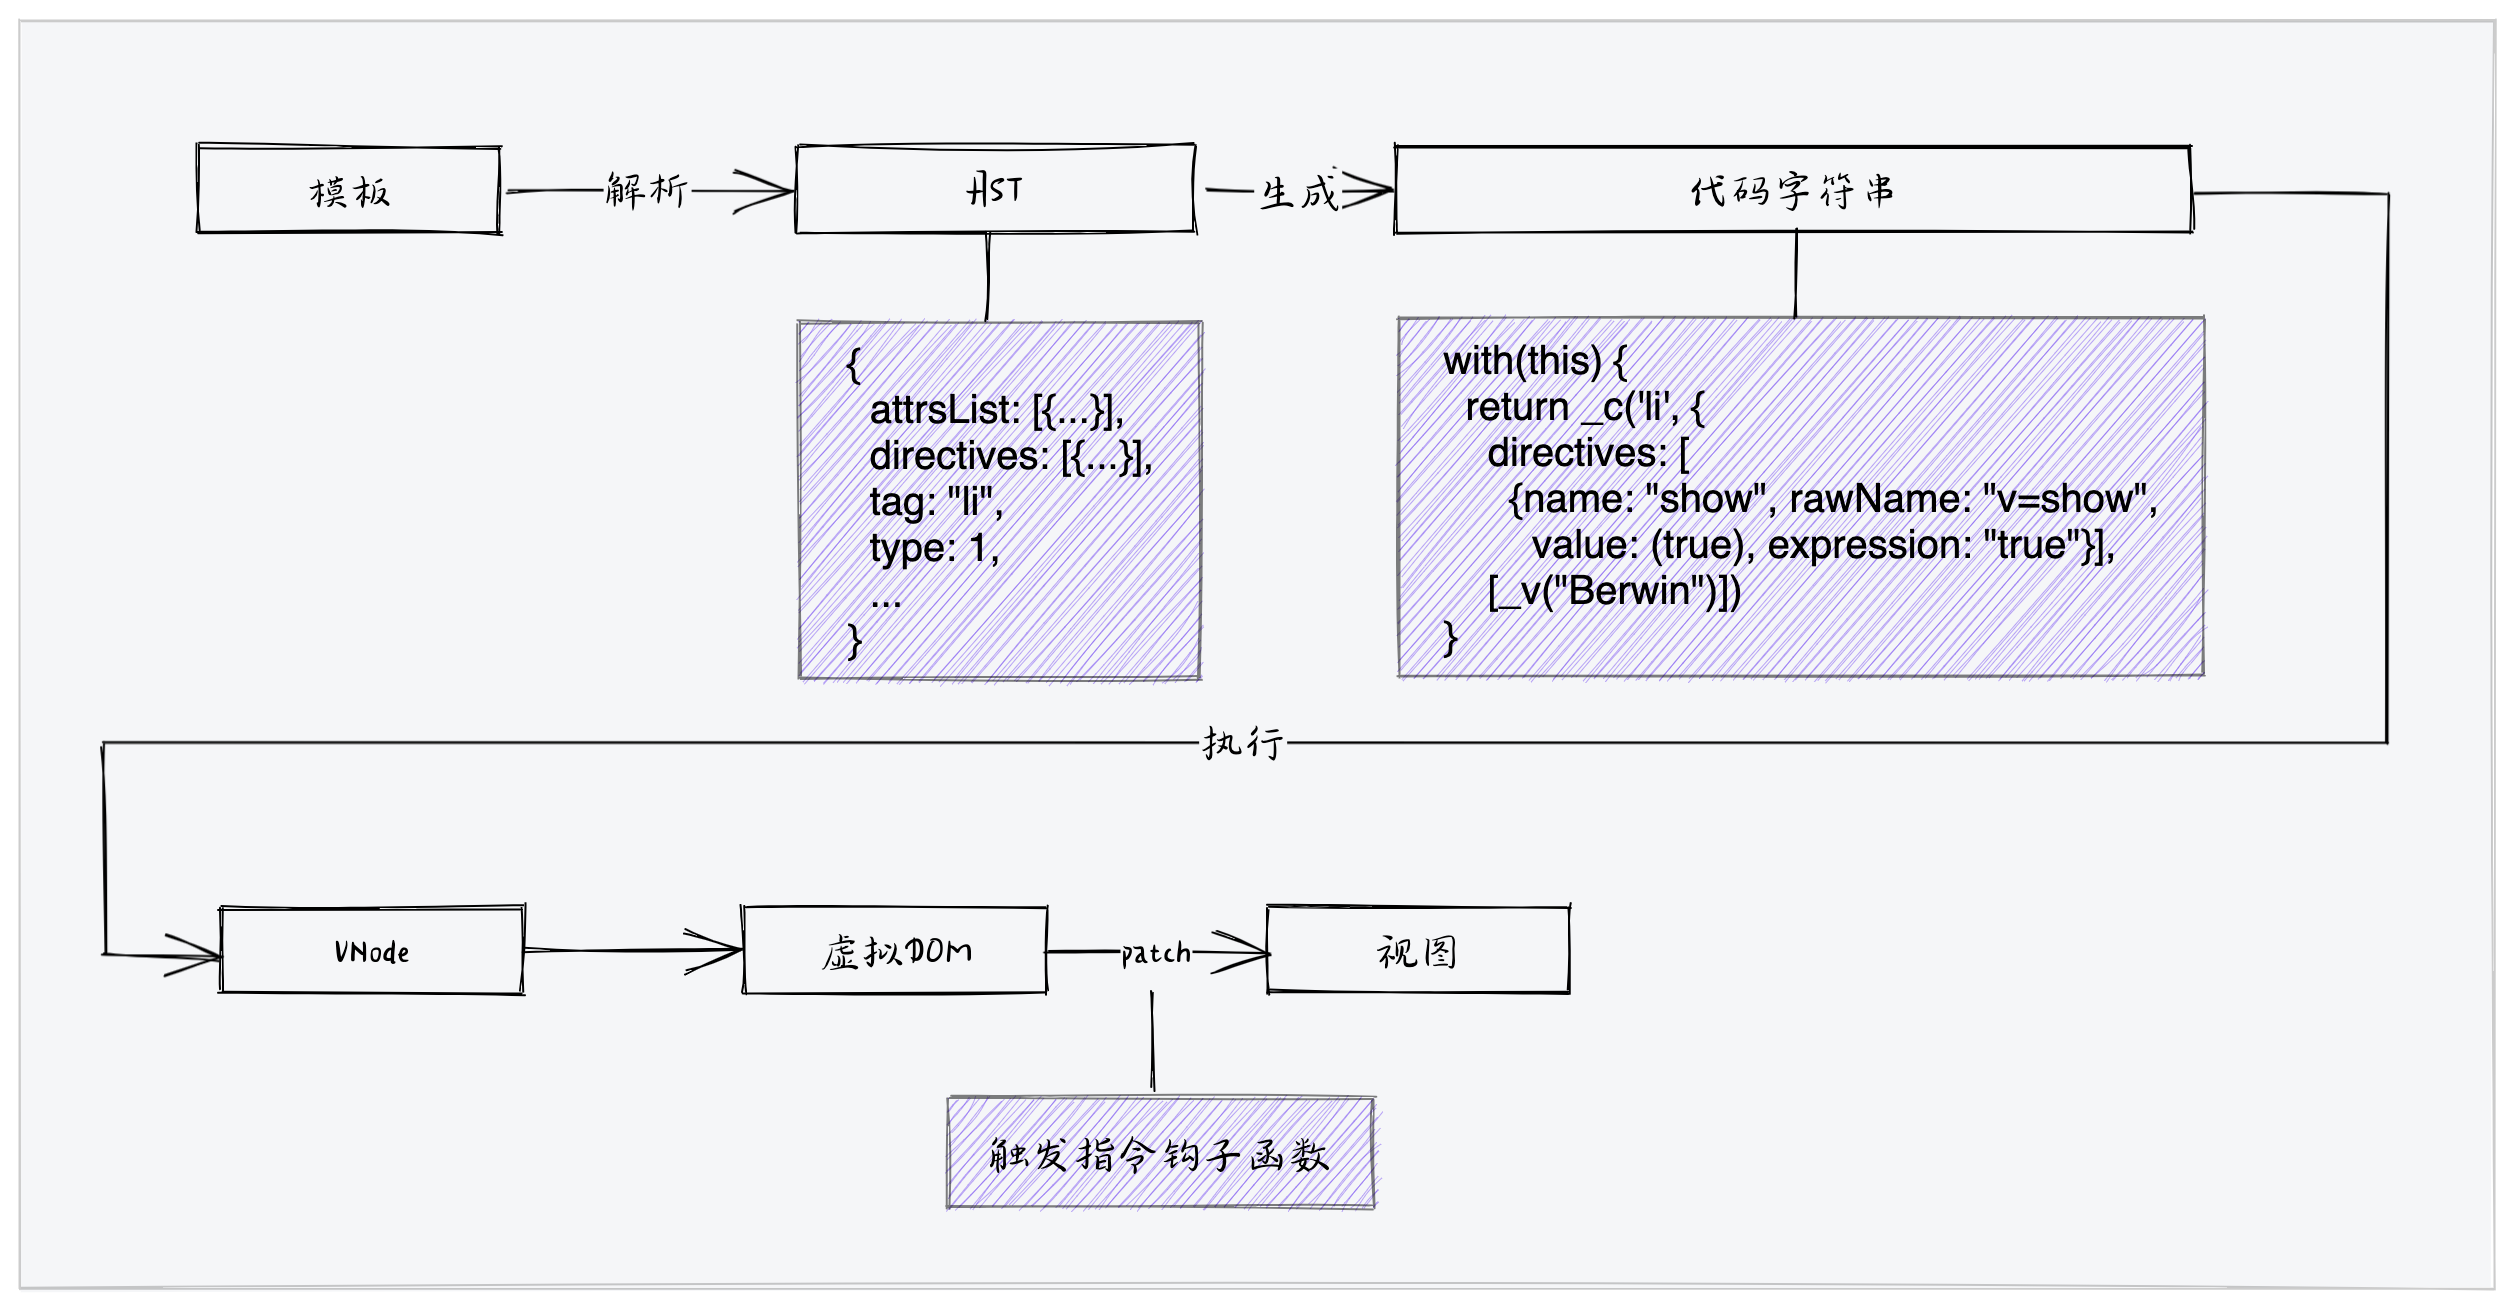 模板
解析
AST
生成
代码字符串
{
attrsList: [{...}],
directives: [{...}],
tag: "li",
type: 1,
...
}
with(this) {
return _c('li', {
directives: [
{name: "show", rawName: "v=show",
value: (true), expression: "true"}],
[_v("Berwin")])
}
执行
VNode
虚拟DOM
patch
视图
触发指令钩子函数